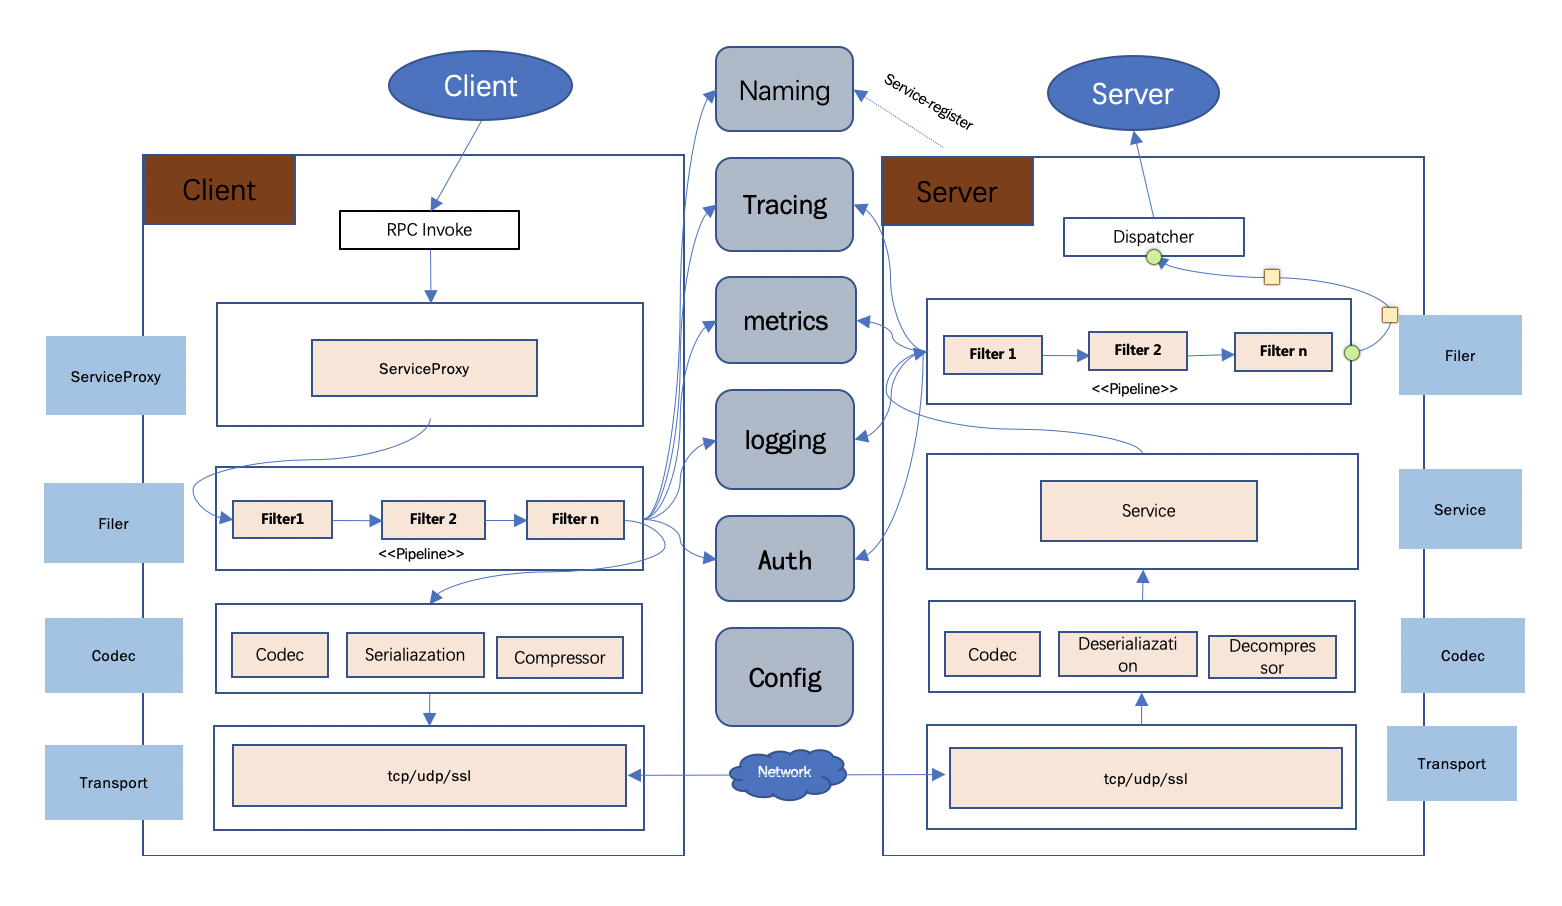 Client
Naming
Service-register
Server
Client
RPC Invoke
Tracing
Server
Dispatcher
ServiceProxy
ServiceProxy
metrics
Filter 1
Filter 2
Filter n
<<Pipeline>>
Filer
logging
Filer
Filter1
Filter 2
Filter n
<<Pipeline>>
Auth
Service
Service
Codec
Codec
Serialiazation
Compressor
Config
Codec
Deserialiazati
on
Decompres
sor
Codec
Transport
tcp/udp/ssl
Network
tcp/udp/ssl
Transport